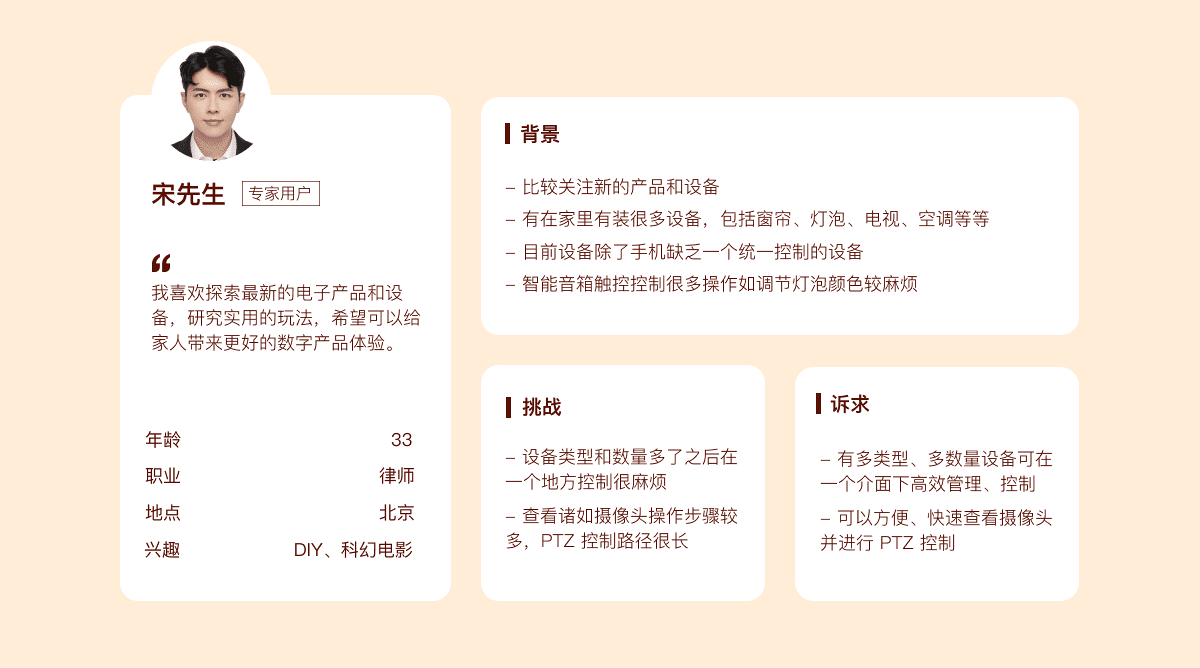 宋先生 专家用户
“
我喜欢探索最新的电子产品和设
备，研究实用的玩法，希望可以给
家人带来更好的数字产品体验。
年龄 33
职业 律师
地点 北京
兴趣 DIY、科幻电影
背景
– 比较关注新的产品和设备
– 有在家里有装很多设备，包括窗帘、灯泡、电视、空调等等
– 目前设备除了手机缺乏一个统一控制的设备
– 智能音箱触控控制很多操作如调节灯泡颜色较麻烦
挑战
– 设备类型和数量多了之后在
一个地方控制很麻烦
– 查看诸如摄像头操作步骤较
多，PTZ 控制路径很长
诉求
– 有多类型、多数量设备可在
一个介面下高效管理、控制
– 可以方便、快速查看摄像头
并进行 PTZ 控制